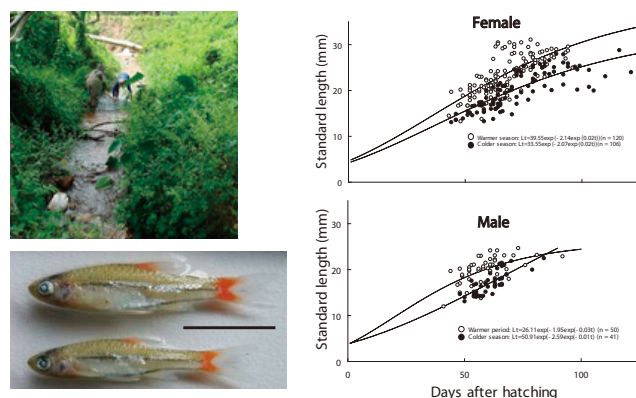 Female
Standard length (mm)
40
30
20
10
0
Warmer season: Lt=39.55exp(- 2.14exp (0.02t))(n = 120)
Colder season: Lt=33.55exp(- 2.07exp (0.02t))(n = 106)
Male
Standard length (mm)
40
30
20
10
0
Warmer period: Lt=26.11exp(- 1.95exp(-0.03t) (n = 50)
Colder season: Lt=50.91exp(- 2.59exp(-0.01t) (n = 41)
0
50
100
Days after hatching